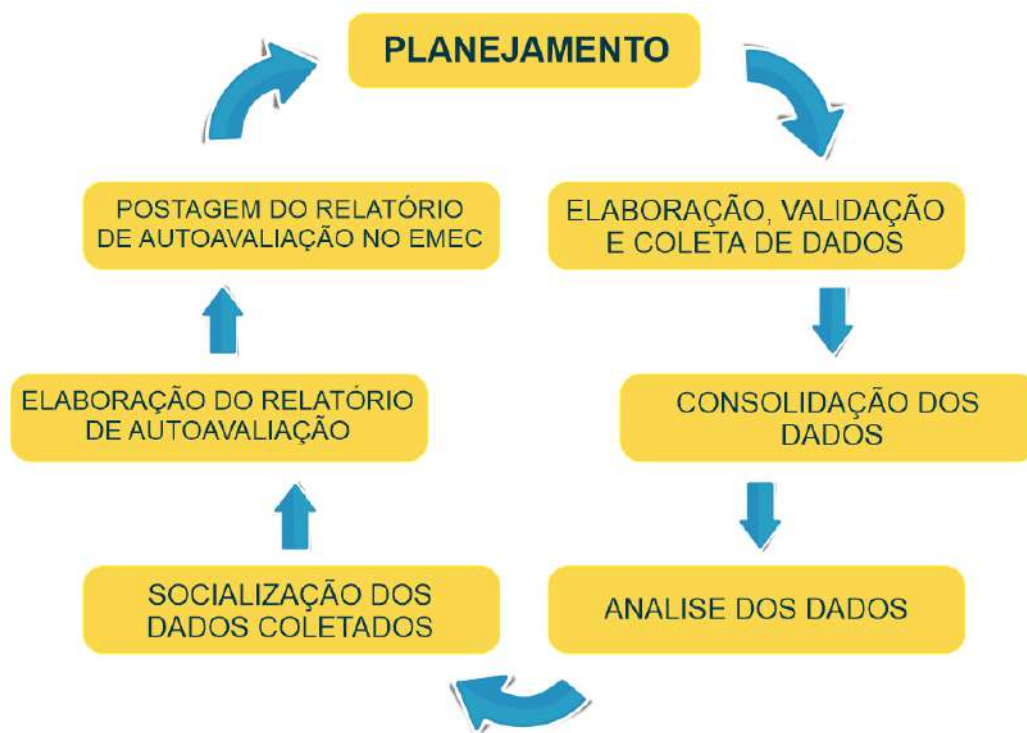 PLANEJAMENTO
ELABORAÇÃO, VALIDAÇÃO
E COLETA DE DADOS
CONSOLIDAÇÃO DOS
DADOS
ANALISE DOS DADOS
SOCIALIZAÇÃO DOS
DADOS COLETADOS
ELABORAÇÃO DO RELATÓRIO
DE AUTOAVALIAÇÃO
POSTAGEM DO RELATÓRIO
DE AUTOAVALIAÇÃO NO EMEC